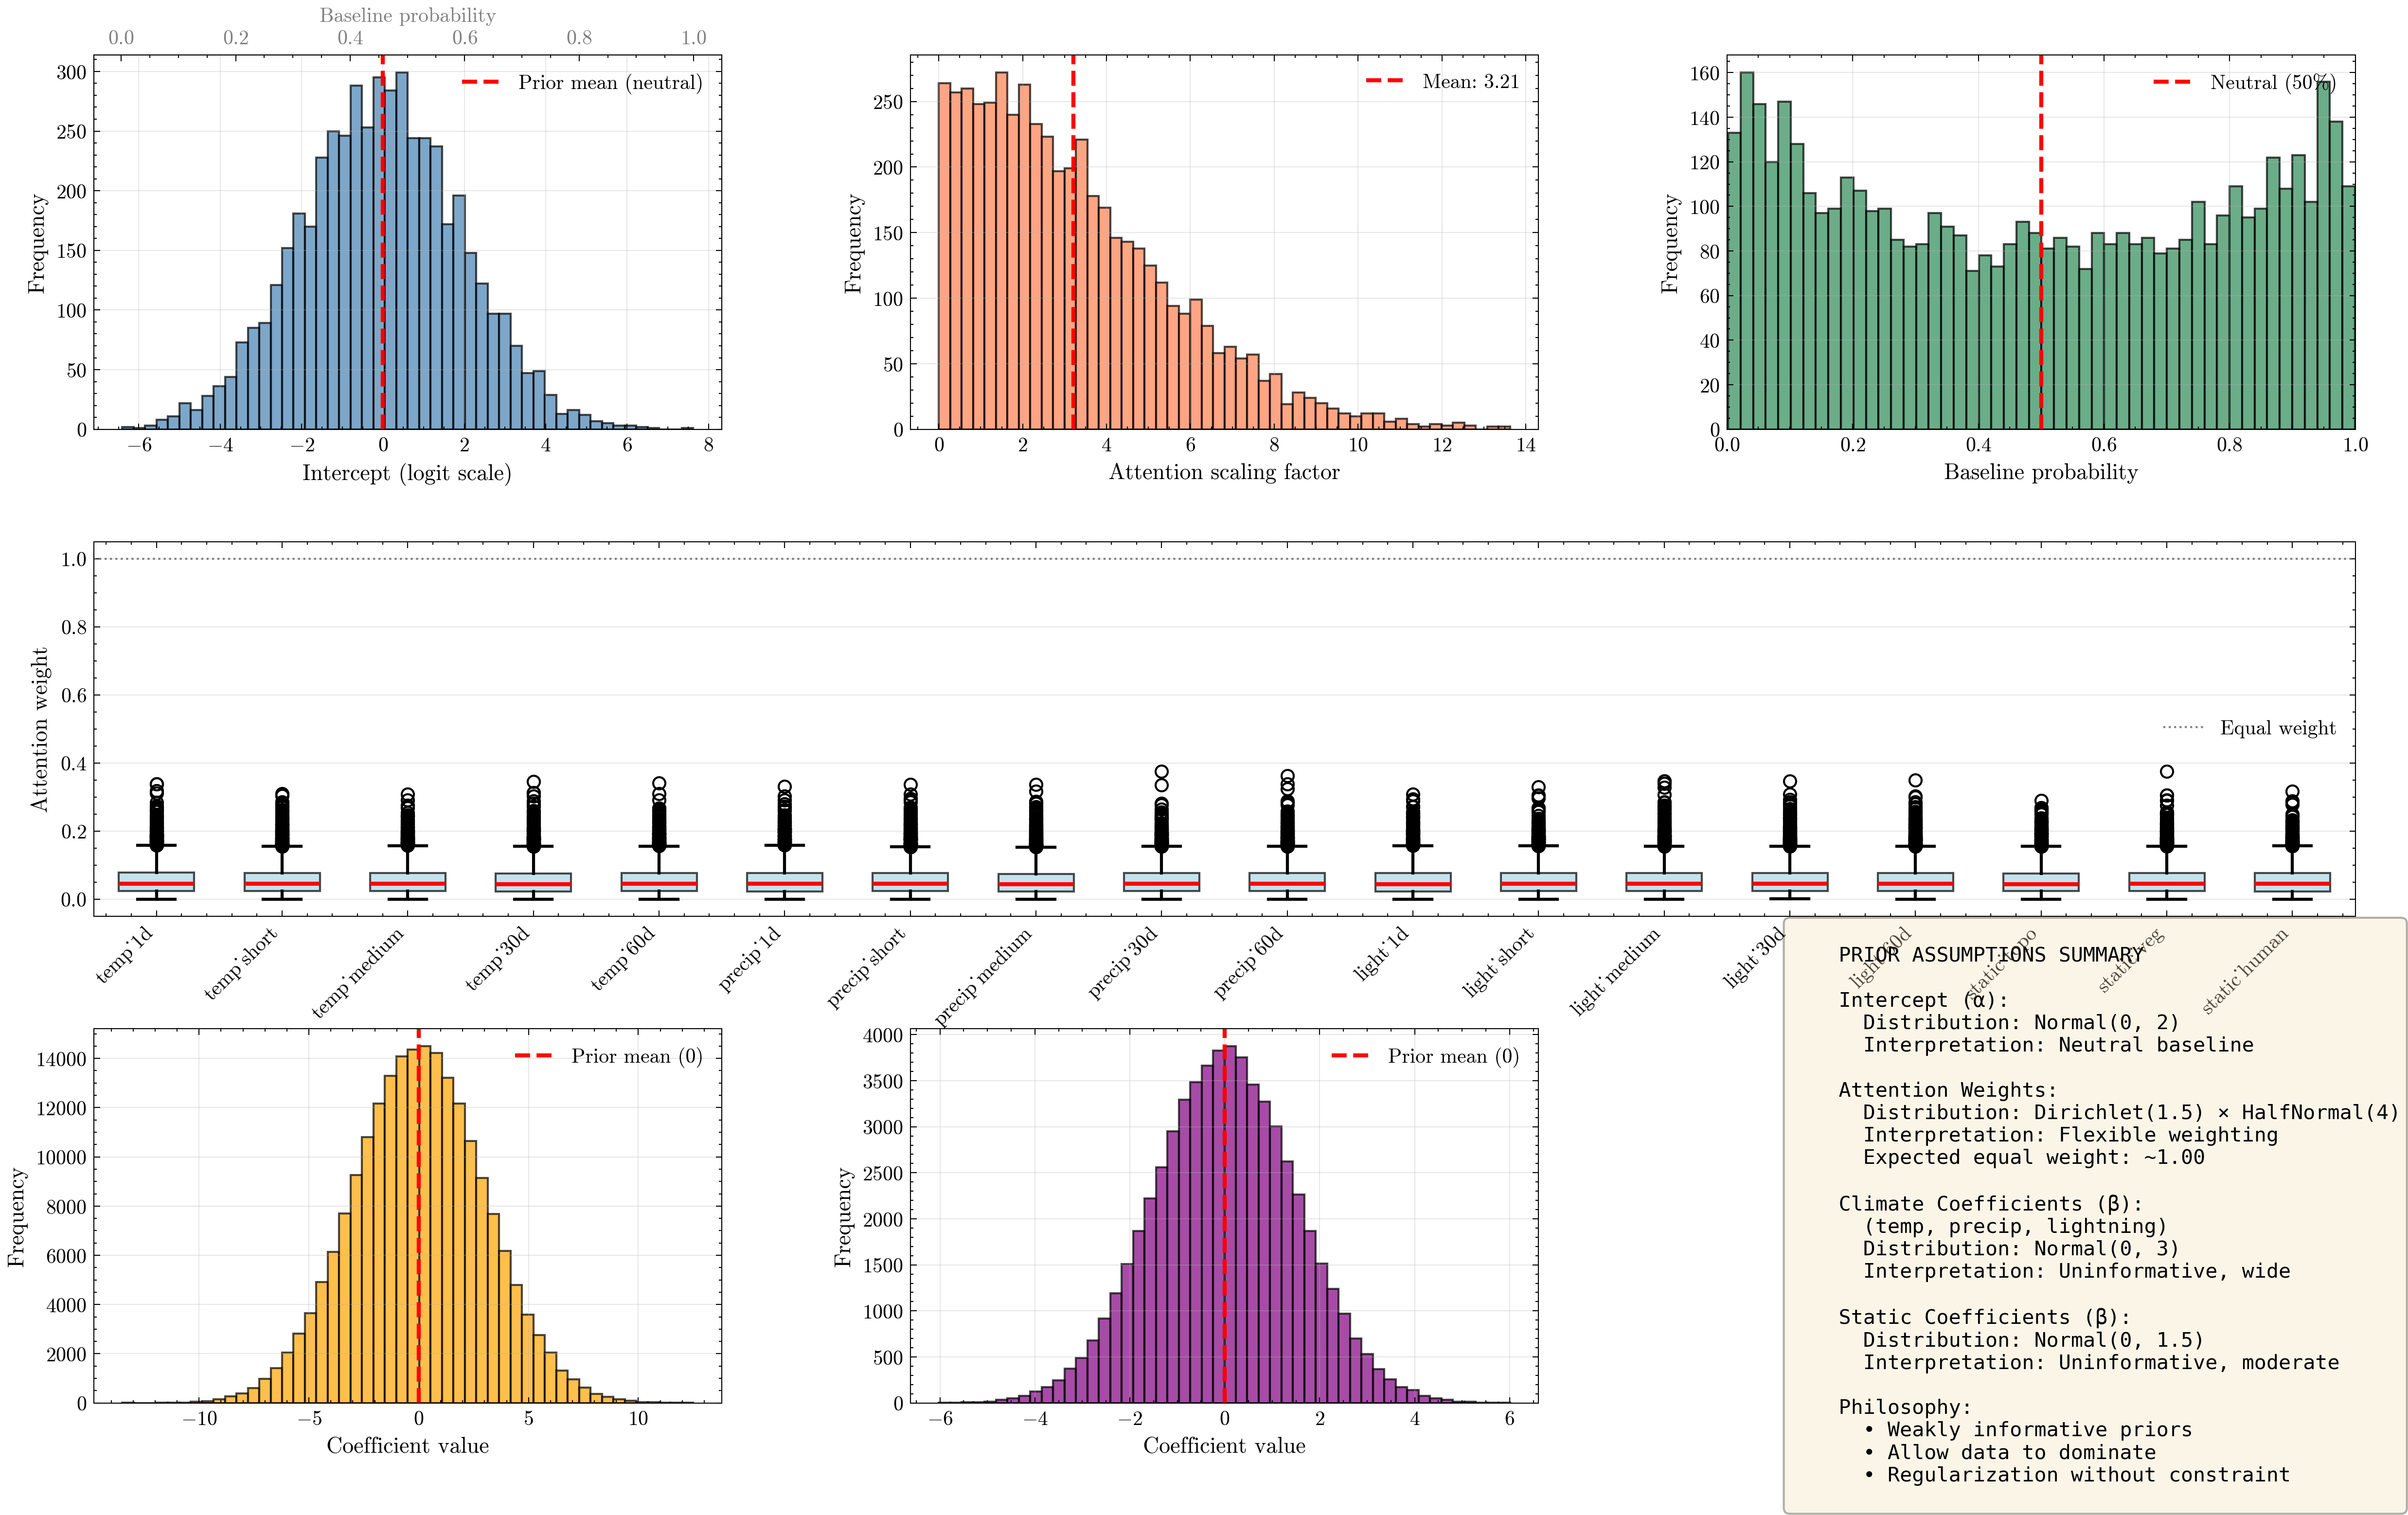 Baseline probability
0.0 0.2 0.4 0.6 0.8 1.0
Prior mean (neutral)
300
250
200
150
100
50
0
Frequency
−6 −4 −2 0 2 4 6 8
Intercept (logit scale)
Mean: 3.21
250
200
150
100
50
0
Frequency
0 2 4 6 8 10 12 14
Attention scaling factor
Neutral (50%)
160
140
120
100
80
60
40
20
0
Frequency
0.0 0.2 0.4 0.6 0.8 1.0
Baseline probability
1.0
0.8
0.6
0.4
0.2
0.0
Attention weight
Equal weight
temp˙1d
temp˙short
temp˙medium
temp˙30d
temp˙60d
precip˙1d
precip˙short
precip˙medium
precip˙30d
precip˙60d
light˙1d
light˙short
light˙medium
light˙30d
light˙60d
static˙veg
static˙human
Prior mean (0)
14000
12000
10000
8000
6000
4000
2000
0
Frequency
−10 −5 0 5 10
Coefficient value
Prior mean (0)
4000
3500
3000
2500
2000
1500
1000
500
0
Frequency
−6 −4 −2 0 2 4 6
Coefficient value
PRIOR ASSUMPTIONS SUMMARY
Intercept (α):
Distribution: Normal(0, 2)
Interpretation: Neutral baseline
Attention Weights:
Distribution: Dirichlet(1.5) × HalfNormal(4)
Interpretation: Flexible weighting
Expected equal weight: ~1.00
Climate Coefficients (β):
(temp, precip, lightning)
Distribution: Normal(0, 3)
Interpretation: Uninformative, wide
Static Coefficients (β):
Distribution: Normal(0, 1.5)
Interpretation: Uninformative, moderate
Philosophy:
• Weakly informative priors
• Allow data to dominate
• Regularization without constraint